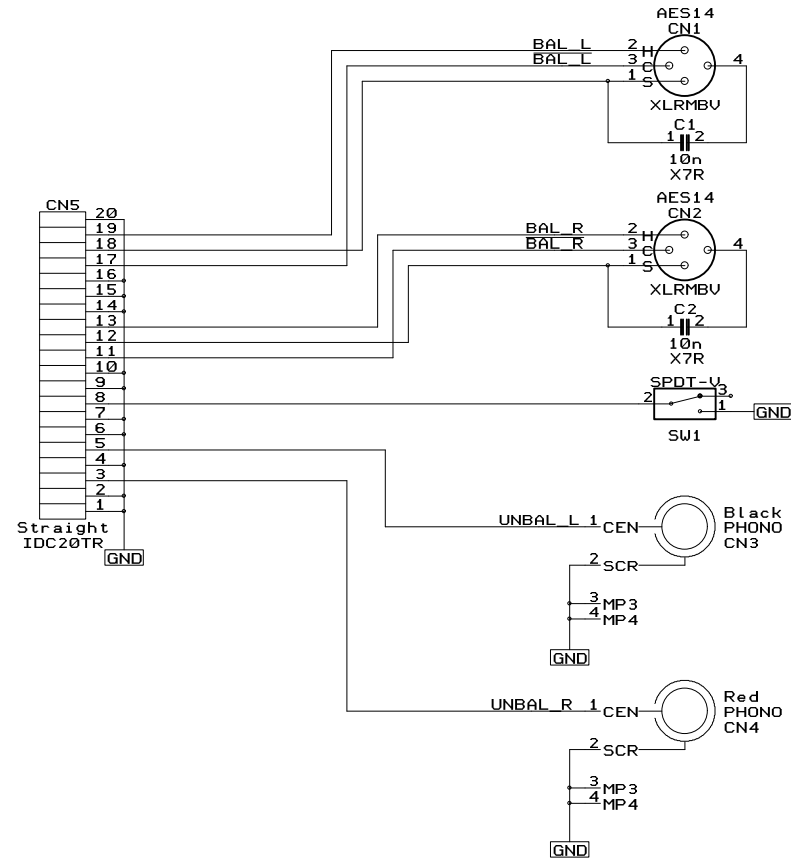 AES14
CN1
BAL_L
2
H
BAL_L
3
C
4
1
S
XLRMBV
C1
1
2
10n
X7R
AES14
CN2
BAL_R
2
H
BAL_R
3
C
4
1
S
XLRMBV
C2
1
2
10n
X7R
CN5
20
19
18
17
16
15
14
13
12
11
10
9
8
7
6
5
4
3
2
1
Straight
IDC20TR
GND
SPDT-V
2
3
1
GND
SW1
UNBAL_L
1
CEN
Black
PHONO
CN3
2
SCR
3
MP3
4
MP4
GND
UNBAL_R
1
CEN
Red
PHONO
CN4
2
SCR
3
MP3
4
MP4
GND